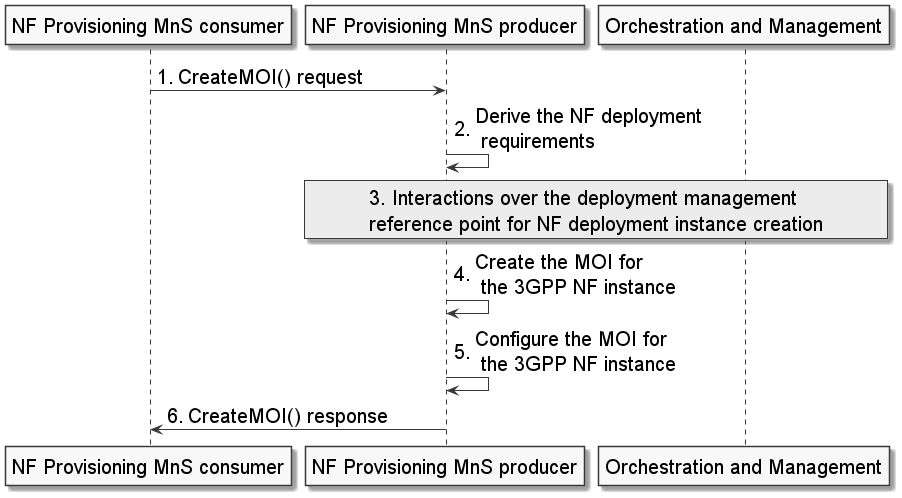 NF Provisioning MnS consumer
NF Provisioning MnS producer
Orchestration and Management
1. CreateMOI() request
2. Derive the NF deployment
requirements
3. Interactions over the deployment management
reference point for NF deployment instance creation
4. Create the MOI for
the 3GPP NF instance
5. Configure the MOI for
the 3GPP NF instance
6. CreateMOI() response
NF Provisioning MnS consumer
NF Provisioning MnS producer
Orchestration and Management